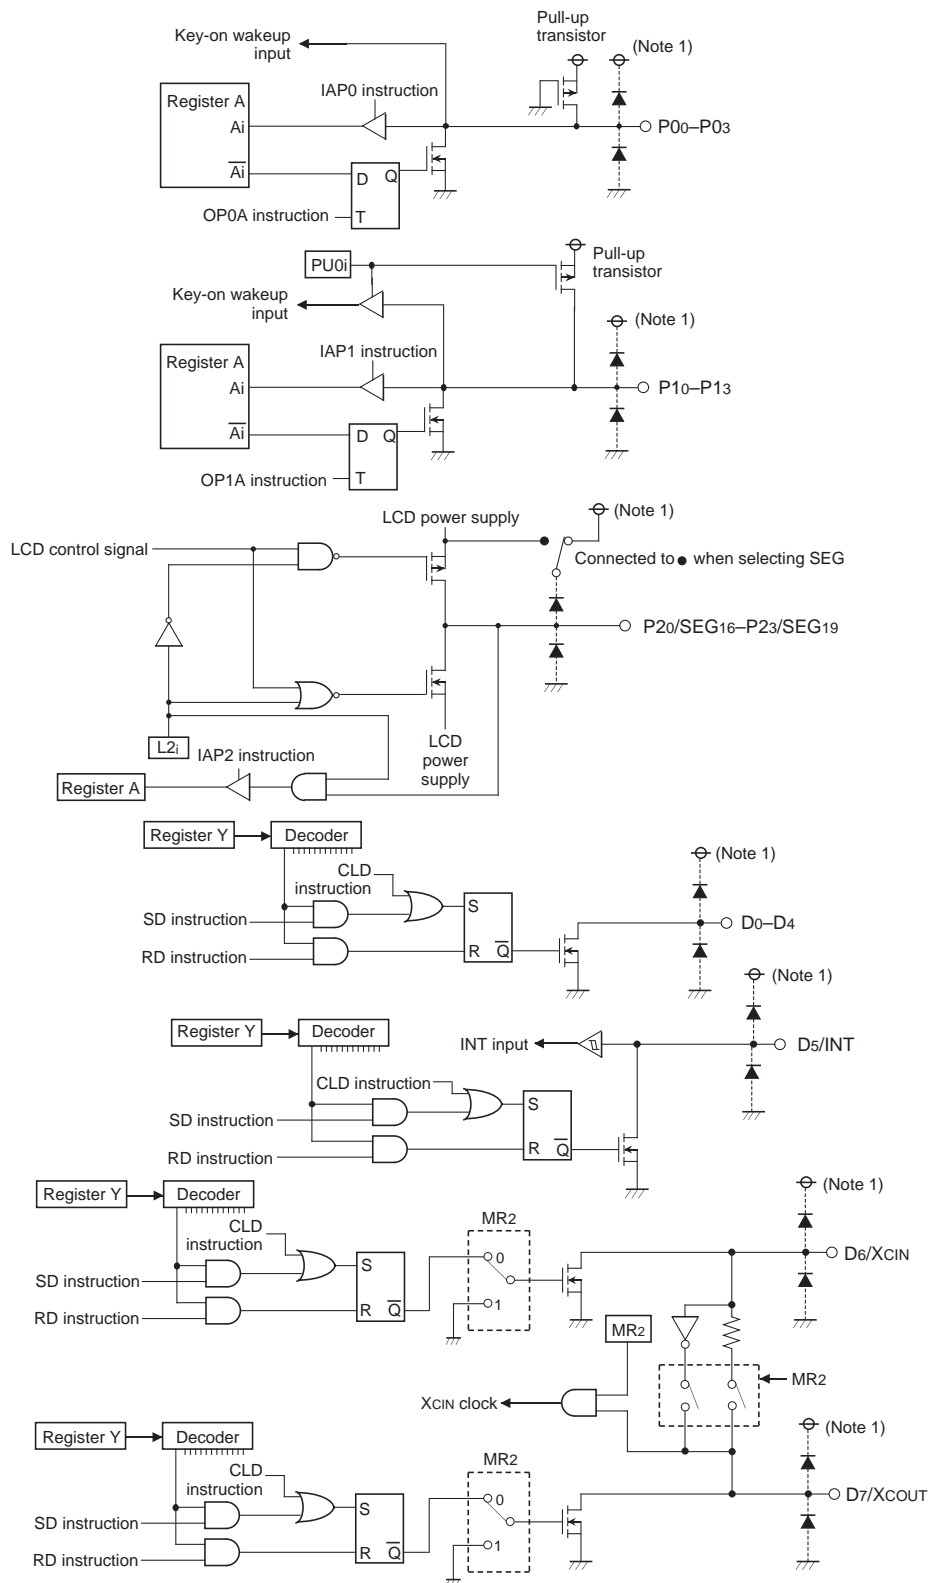 Pull-up
transistor
Key-on wakeup
input
(Note 1)
IAP0 instruction
Register A
Ai
P00–P03
Ai
D
Q
OP0A instruction
T
PU0i
Pull-up
transistor
Key-on wakeup
input
(Note 1)
IAP1 instruction
Register A
Ai
P10–P13
Ai
D
Q
OP1A instruction
T
LCD power supply
(Note 1)
LCD control signal
Connected to ● when selecting SEG
P20/SEG16–P23/SEG19
L2i
LCD
power
supply
IAP2 instruction
Register A
Register Y
Decoder
(Note 1)
CLD
instruction
S
SD instruction
D0–D4
R
Q
RD instruction
(Note 1)
Register Y
Decoder
INT input
D5/INT
CLD instruction
S
SD instruction
R
Q
RD instruction
Register Y
Decoder
(Note 1)
MR2
CLD
instruction
0
D6/XCIN
S
SD instruction
R
Q
1
RD instruction
MR2
MR2
XCIN clock
Register Y
Decoder
(Note 1)
MR2
CLD
instruction
0
D7/XCOUT
S
SD instruction
R
Q
1
RD instruction